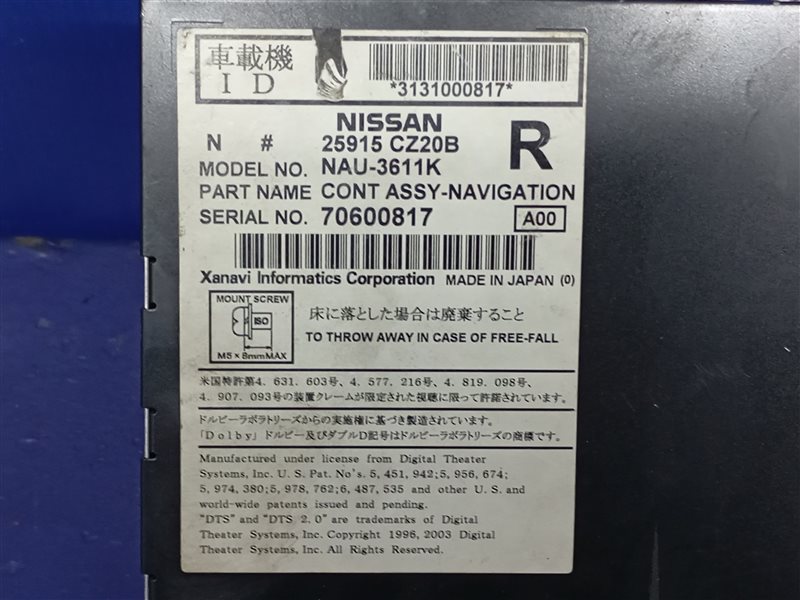 車載機
ID
*3131000817*
NISSAN
N # 25915 CZ20B
R
MODEL NO. NAU-3611K
PART NAME CONT ASSY-NAVIGATION
SERIAL NO. 70600817 A00
Xanavi Informatics Corporation MADE IN JAPAN (0)
MOUNT SCREW
ISO
M5×8mmMAX
床に落とした場合は廃棄すること
TO THROW AWAY IN CASE OF FREE-FALL
米国特許第4. 631. 603号、4. 577. 216号、4. 819. 098号、
4. 907. 093号の装置クレームが限定された視聴に限って許諾されています。
ドルビーラボラトリーズからの実施権に基づき製造されています。
「Dolby」ドルビー及びダブルD記号はドルビーラボラトリーズの商標です。
Manufactured under license from Digital Theater
Systems, Inc. U. S. Pat. No's. 5, 451, 942;5, 956, 674;
5, 974, 380;5, 978, 762;6, 487, 535 and other U. S. and
world-wide patents issued and pending.
"DTS" and "DTS 2. 0" are trademarks of Digital
Theater Systems, Inc. Copyright 1996, 2003 Digital
Theater Systems, Inc. All Rights Reserved.